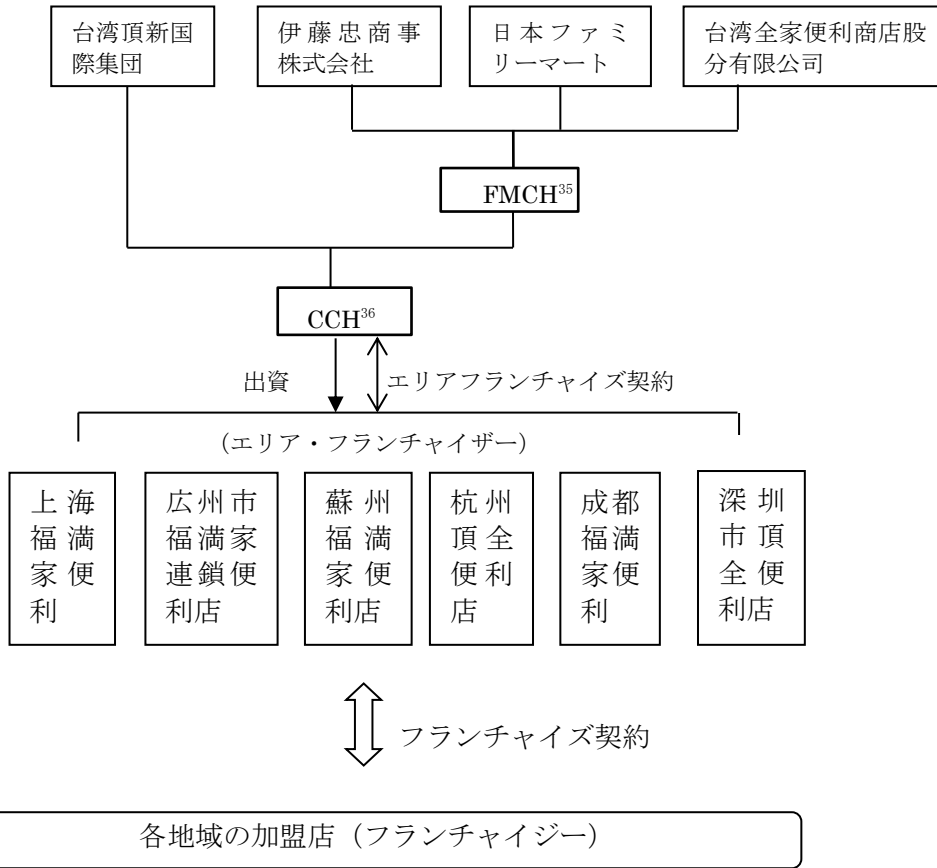 台湾頂新国
際集団
伊藤忠商事
株式会社
日本ファミ
リーマート
台湾全家便利商店股
分有限公司
FMCH35
CCH36
出資
エリアフランチャイズ契約
（エリア・フランチャイザー）
上海
福満
家便
利
広州市
福満家
連鎖便
利店
蘇州
福満
家便
利店
杭州
頂全
便利
店
成都
福満
家便
利
深圳
市頂
全便
利店
フランチャイズ契約
各地域の加盟店（フランチャイジー）